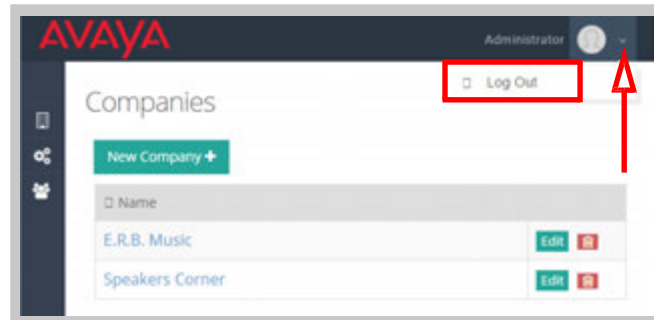 AVAYA
Administrator
Log Out
Companies
New Company +
Name
E.R.B. Music
Edit
Speakers Corner
Edit